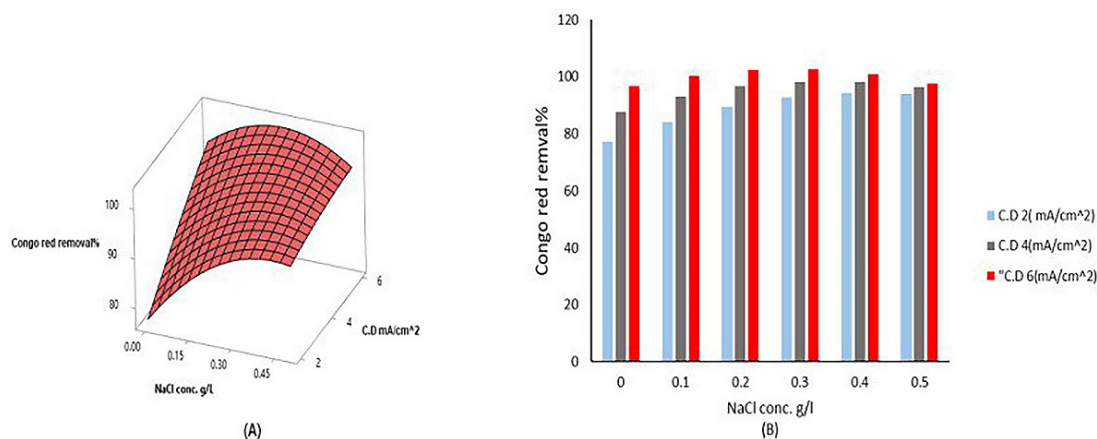 100
Congo red removal%
90
80
0.00
0.15
0.30
0.45
NaCl conc. g/L
2
4
6
C.D mA/cm^2
(A)
120
100
80
60
40
20
0
Congo red remval%
0 0.1 0.2 0.3 0.4 0.5
NaCl conc. g/l
(B)
C.D 2( mA/cm^2)
C.D 4(mA/cm^2)
"C.D 6(mA/cm^2)